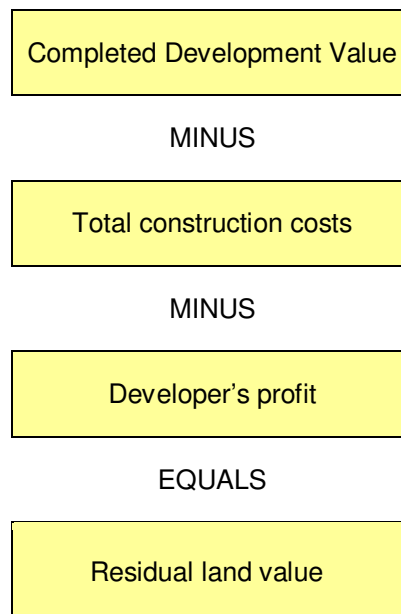 Completed Development Value
MINUS
Total construction costs
MINUS
Developer's profit
EQUALS
Residual land value